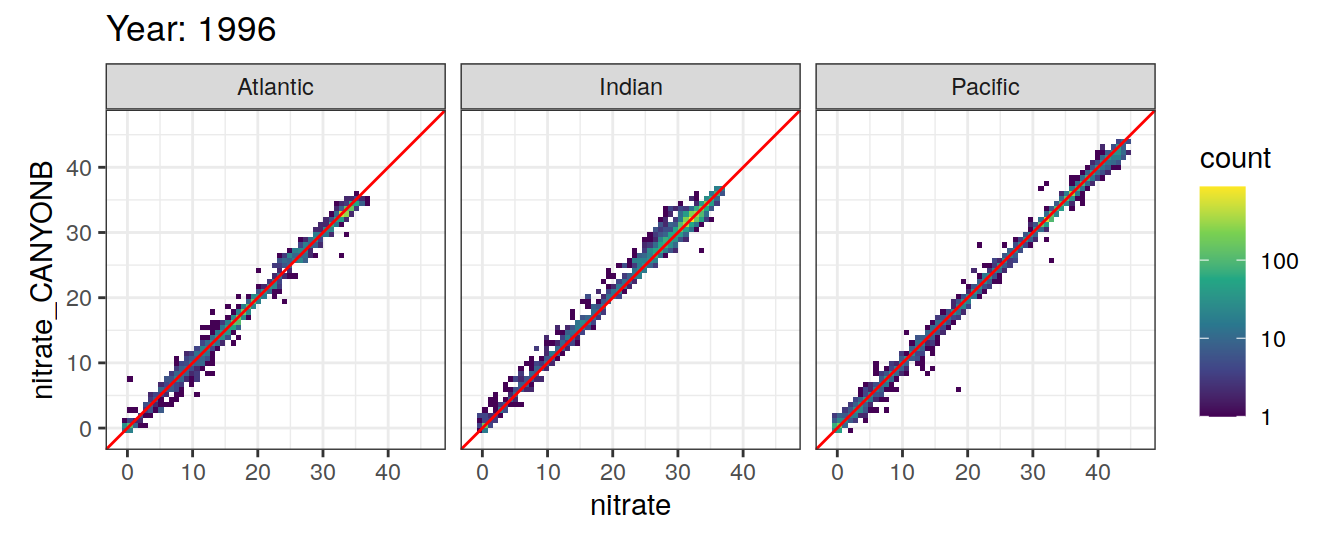 Year: 1996
Atlantic
Indian
Pacific
nitrate_CANYONB
40
30
20
10
0
0 10 20 30 40
0 10 20 30 40
0 10 20 30 40
nitrate
count
100
10
1